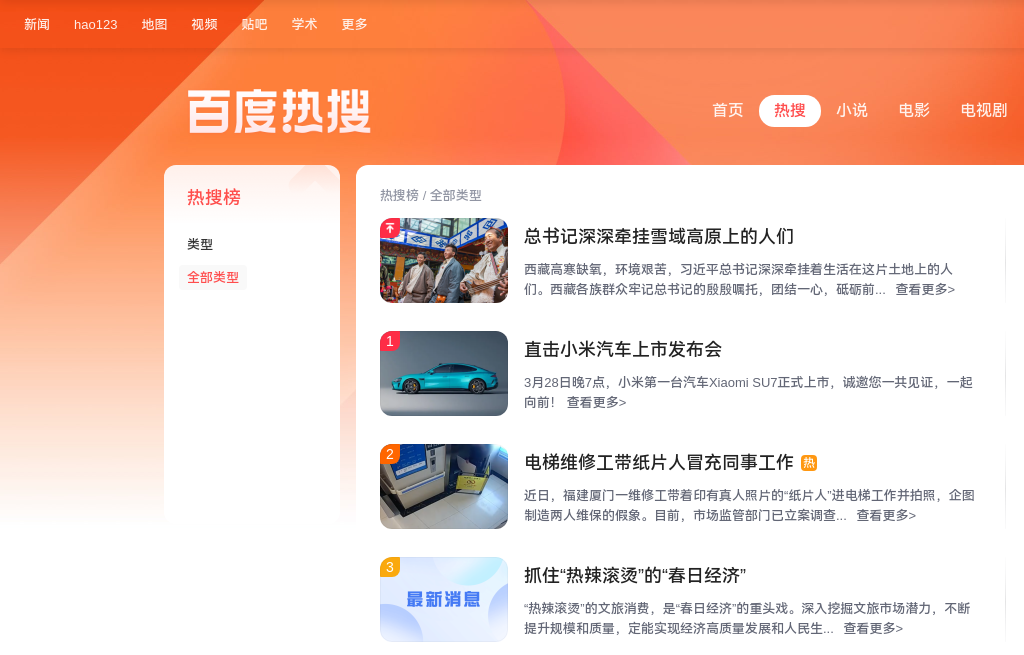 新闻 hao123 地图 视频 贴吧 学术 更多
百度热搜
首页 热搜 小说 电影 电视剧
热搜榜
类型
全部类型
热搜榜 / 全部类型
总书记深深牵挂雪域高原上的人们
西藏高寒缺氧，环境艰苦，习近平总书记深深牵挂着生活在这片土地上的人
们。西藏各族群众牢记总书记的殷殷嘱托，团结一心，砥砺前... 查看更多>
1
直击小米汽车上市发布会
3月28日晚7点，小米第一台汽车Xiaomi SU7正式上市，诚邀您一共见证，一起
向前！ 查看更多>
2
电梯维修工带纸片人冒充同事工作 热
近日，福建厦门一维修工带着印有真人照片的“纸片人”进电梯工作并拍照，企图
制造两人维保的假象。目前，市场监管部门已立案调查... 查看更多>
3
最新消息
抓住“热辣滚烫”的“春日经济”
“热辣滚烫”的文旅消费，是“春日经济”的重头戏。深入挖掘文旅市场潜力，不断
提升规模和质量，定能实现经济高质量发展和人民生... 查看更多>